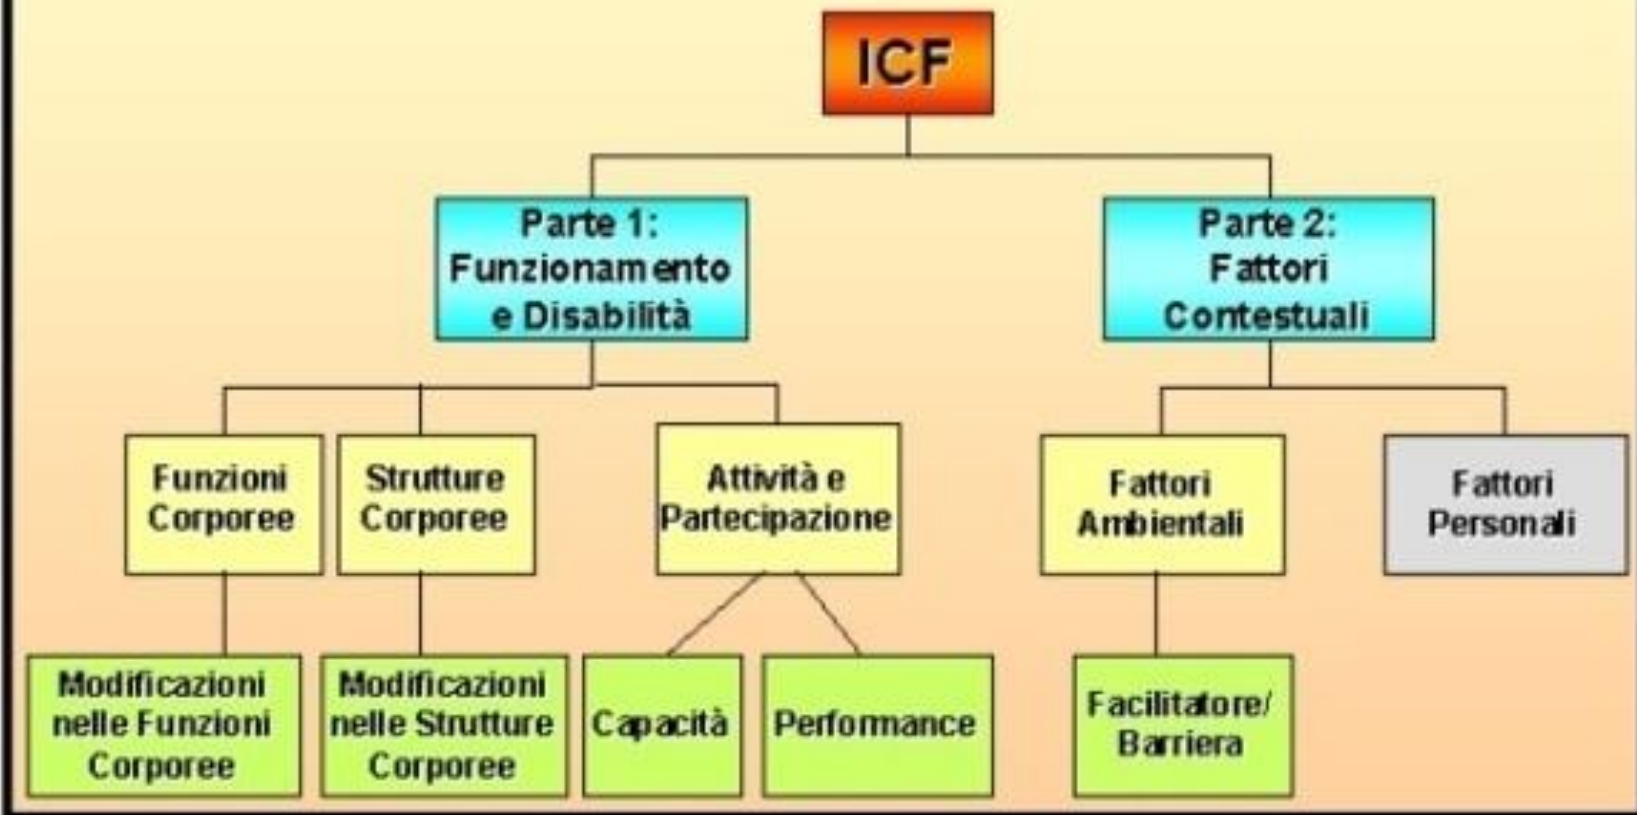 ICF
Parte 1:
Funzionamento
e Disabilità
Parte 2:
Fattori
Contestuali
Funzioni
Corporee
Strutture
Corporee
Attività e
Partecipazione
Fattori
Ambientali
Fattori
Personali
Modificazioni
nelle Funzioni
Corporee
Modificazioni
nelle Strutture
Corporee
Capacità
Performance
Facilitatore/
Barriera